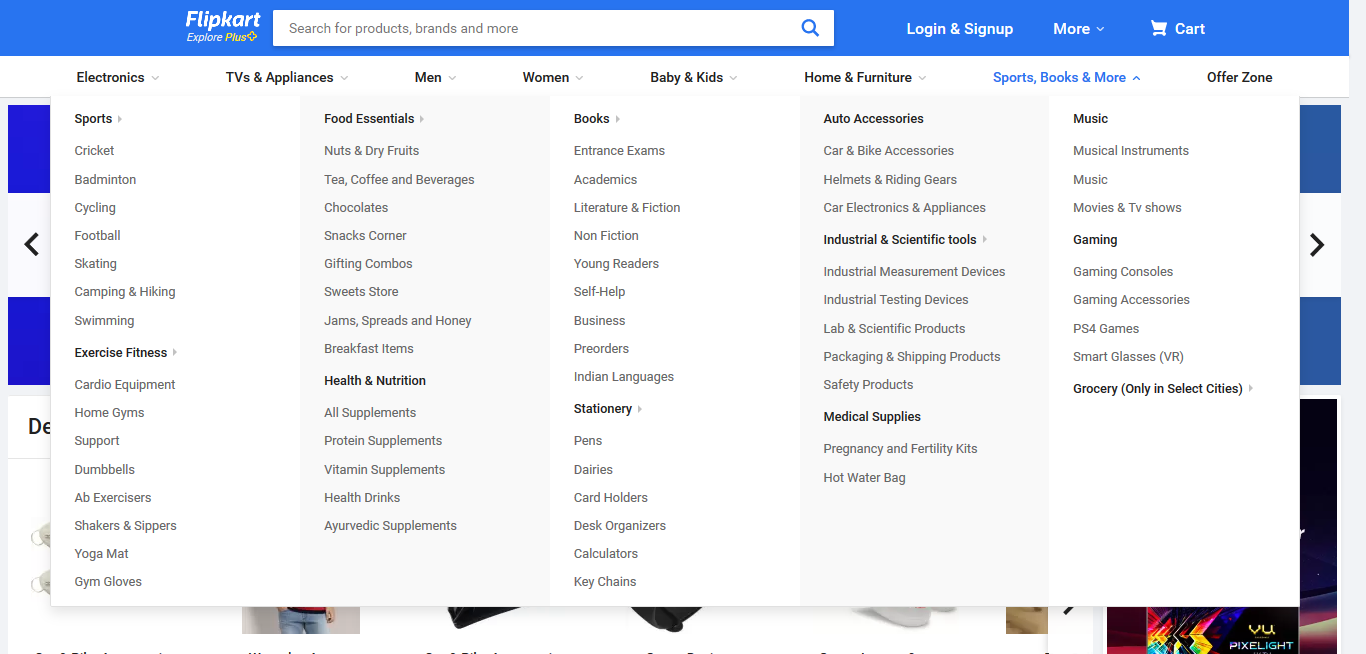 Flipkart
Explore Plus
Search for products, brands and more
Login & Signup
More
Cart
Electronics
TVs & Appliances
Men
Women
Baby & Kids
Home & Furniture
Sports, Books & More
Offer Zone
Sports
Cricket
Badminton
Cycling
Football
Skating
Camping & Hiking
Swimming
Exercise Fitness
Cardio Equipment
Home Gyms
Support
Dumbbells
Ab Exercisers
Shakers & Sippers
Yoga Mat
Gym Gloves
Food Essentials
Nuts & Dry Fruits
Tea, Coffee and Beverages
Chocolates
Snacks Corner
Gifting Combos
Sweets Store
Jams, Spreads and Honey
Breakfast Items
Health & Nutrition
All Supplements
Protein Supplements
Vitamin Supplements
Health Drinks
Ayurvedic Supplements
Books
Entrance Exams
Academics
Literature & Fiction
Non Fiction
Young Readers
Self-Help
Business
Preorders
Indian Languages
Stationery
Pens
Dairies
Card Holders
Desk Organizers
Calculators
Key Chains
Auto Accessories
Car & Bike Accessories
Helmets & Riding Gears
Car Electronics & Appliances
Industrial & Scientific tools
Industrial Measurement Devices
Industrial Testing Devices
Lab & Scientific Products
Packaging & Shipping Products
Safety Products
Medical Supplies
Pregnancy and Fertility Kits
Hot Water Bag
Music
Musical Instruments
Music
Movies & Tv shows
Gaming
Gaming Consoles
Gaming Accessories
PS4 Games
Smart Glasses (VR)
Grocery (Only in Select Cities)
De
VU
PIXELIGHT